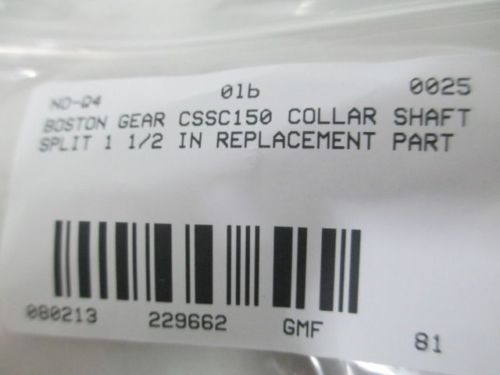 ND-Q4 01b 0025
BOSTON GEAR CSSC150 COLLAR SHAFT
SPLIT 1 1/2 IN REPLACEMENT PART
080213 229662 GMF 81